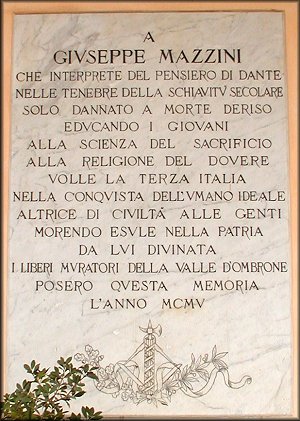 A
GIVSEPPE MAZZINI
CHE INTERPRETE DEL PENSIERO DI DANTE
NELLE TENEBRE DELLA SCHIAVITV SECOLARE
SOLO DANNATO A MORTE DERISO
EDVCANDO I GIOVANI
ALLA SCIENZA DEL SACRIFICIO
ALLA RELIGIONE DEL DOVERE
VOLLE LA TERZA ITALIA
NELLA CONQVISTA DELL'VMANO IDEALE
ALTRICE DI CIVILTÀ ALLE GENTI
MORENDO ESVLE NELLA PATRIA
DA LVI DIVINATA
I LIBERI MVRATORI DELLA VALLE D'OMBRONE
POSERO QVESTA MEMORIA
L'ANNO MCMV